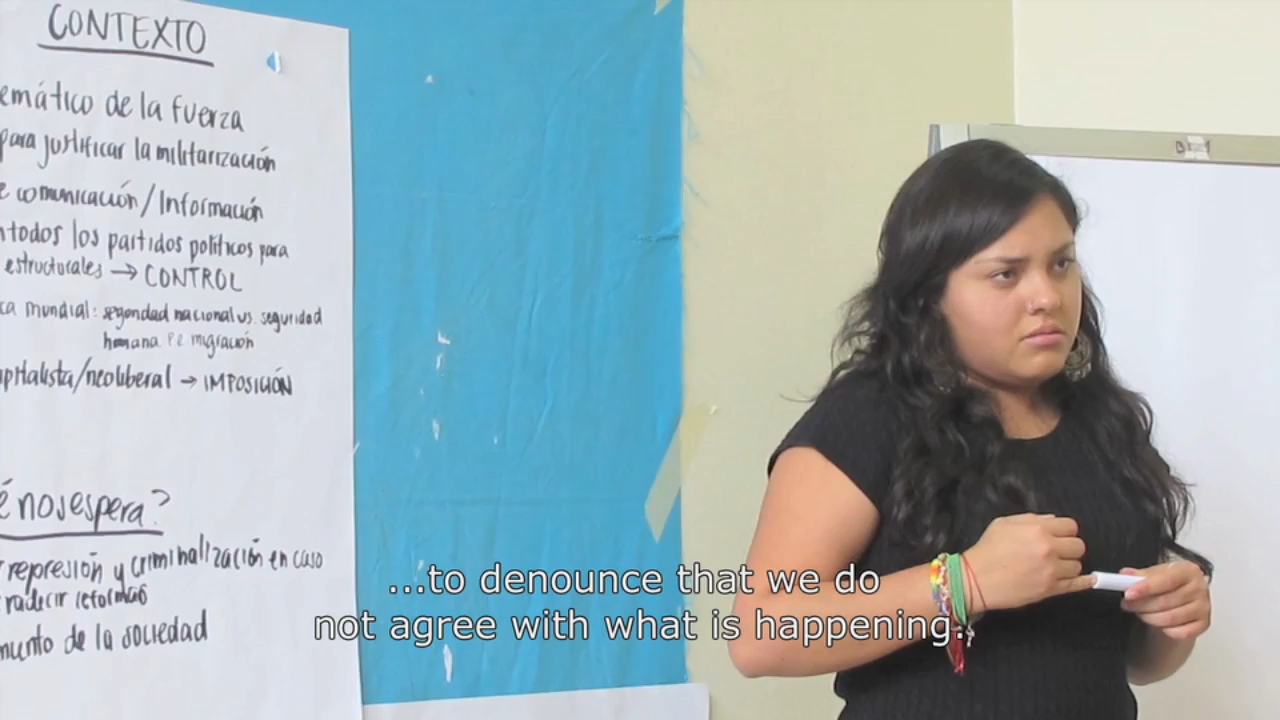 CONTEXTO
emático de la fuerza
para justificar la militarización
e comunicación/Información
todos los partidos políticos para
estructurales → CONTROL
ca mundial: seguridad nacional vs. seguridad
humana migración
apitalista/neoliberal → IMPOSICIÓN
é nos espera?
represión y criminalización en caso
radecir reformas
de la sociedad
...to denounce that we do
not agree with what is happening.